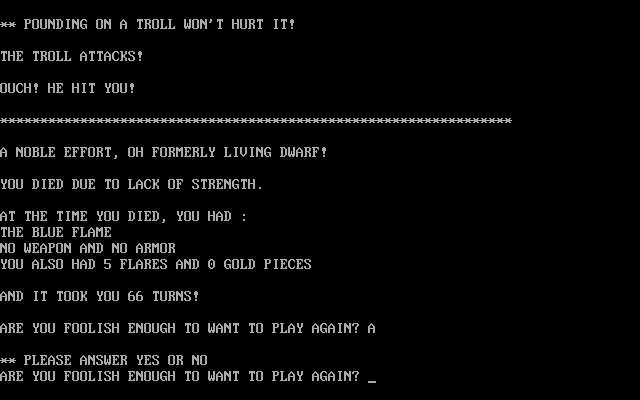 ** POUNDING ON A TROLL WON'T HURT IT!
THE TROLL ATTACKS!
OUCH! HE HIT YOU!
****************************************************************
A NOBLE EFFORT, OH FORMERLY LIVING DWARF!
YOU DIED DUE TO LACK OF STRENGTH.
AT THE TIME YOU DIED, YOU HAD :
THE BLUE FLAME
NO WEAPON AND NO ARMOR
YOU ALSO HAD 5 FLARES AND 0 GOLD PIECES
AND IT TOOK YOU 66 TURNS!
ARE YOU FOOLISH ENOUGH TO WANT TO PLAY AGAIN? A
** PLEASE ANSWER YES OR NO
ARE YOU FOOLISH ENOUGH TO WANT TO PLAY AGAIN? _